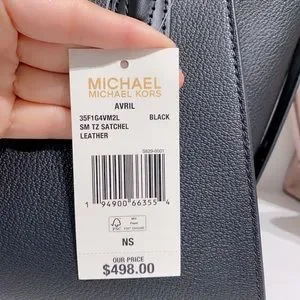 MICHAEL
MICHAEL KORS
AVRIL
35F1G4VM2L BLACK
SM TZ SATCHEL
LEATHER
1 94900 66355 4
FSC
NS
OUR PRICE
$498.00